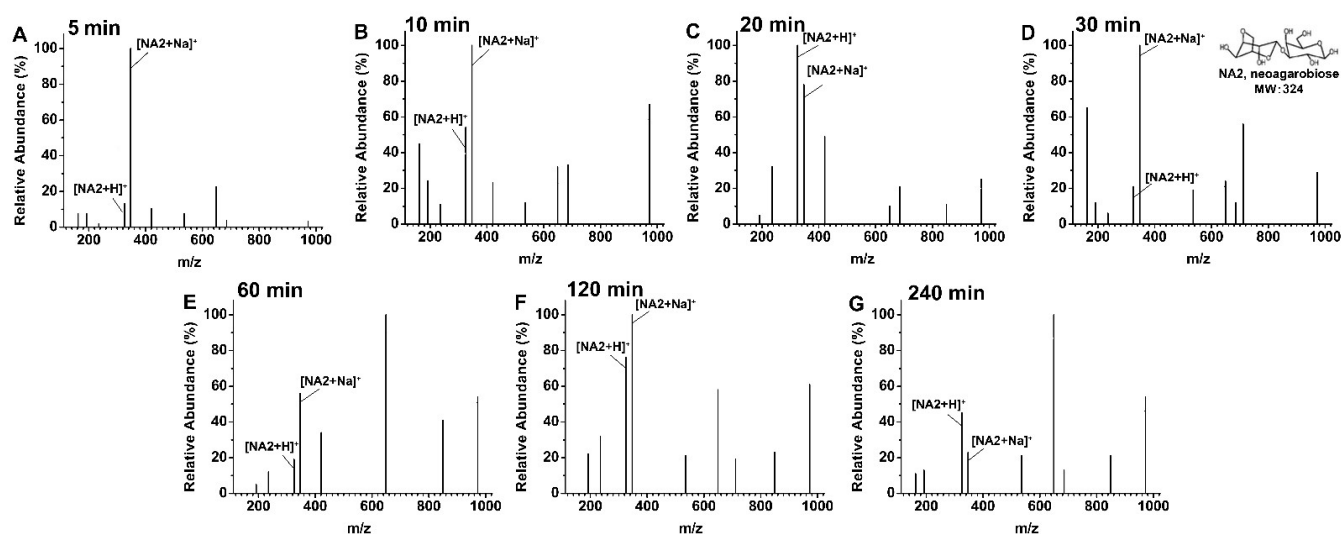 A
5 min
[NA2+Na]⁺
[NA2+H]⁺
Relative Abundance (%)
100
80
60
40
20
0
200
400
600
800
1000
m/z
B
10 min
[NA2+Na]⁺
[NA2+H]⁺
Relative Abundance (%)
100
80
60
40
20
0
200
400
600
800
1000
m/z
C
20 min
[NA2+H]⁺
[NA2+Na]⁺
Relative Abundance (%)
100
80
60
40
20
0
200
400
600
800
1000
m/z
D
30 min
[NA2+Na]⁺
[NA2+H]⁺
NA2, neoagarobiose
MW: 324
Relative Abundance (%)
100
80
60
40
20
0
200
400
600
800
1000
m/z
E
60 min
[NA2+Na]⁺
[NA2+H]⁺
Relative Abundance (%)
100
80
60
40
20
0
200
400
600
800
1000
m/z
F
120 min
[NA2+Na]⁺
[NA2+H]⁺
Relative Abundance (%)
100
80
60
40
20
0
200
400
600
800
1000
m/z
G
240 min
[NA2+H]⁺
[NA2+Na]⁺
Relative Abundance (%)
100
80
60
40
20
0
200
400
600
800
1000
m/z